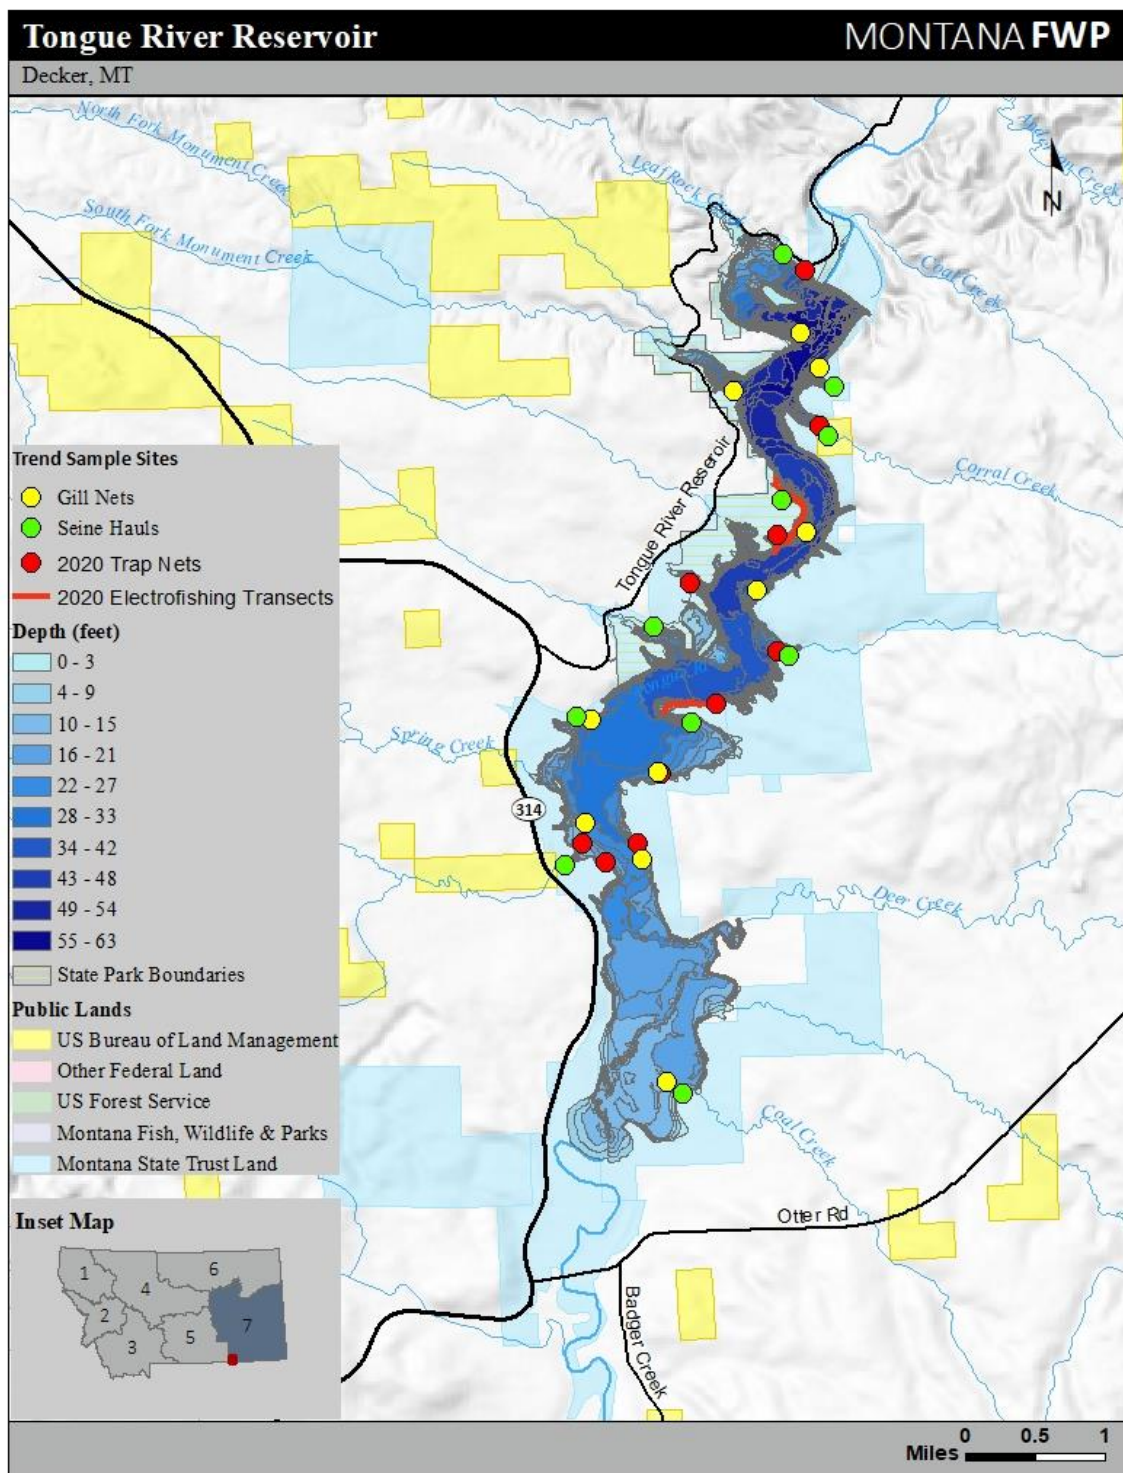 Tongue River Reservoir
MONTANA FWP
Decker, MT
North Fork Monument Creek
South Fork Monument Creek
Leaf Rock Creek
Anderson Creek
N
Coal Creek
Corral Creek
Tongue River Reseroir
Trend Sample Sites
Gill Nets
Seine Hauls
2020 Trap Nets
2020 Electrofishing Transects
Depth (feet)
0 - 3
4 - 9
10 - 15
16 - 21
22 - 27
28 - 33
34 - 42
43 - 48
49 - 54
55 - 63
State Park Boundaries
Public Lands
US Bureau of Land Management
Other Federal Land
US Forest Service
Montana Fish, Wildlife & Parks
Montana State Trust Land
Spring Creek
314
Deer Creek
Coal Creek
Otter Rd
Badger Creek
Inset Map
1
2
3
4
5
6
7
0 0.5 1
Miles